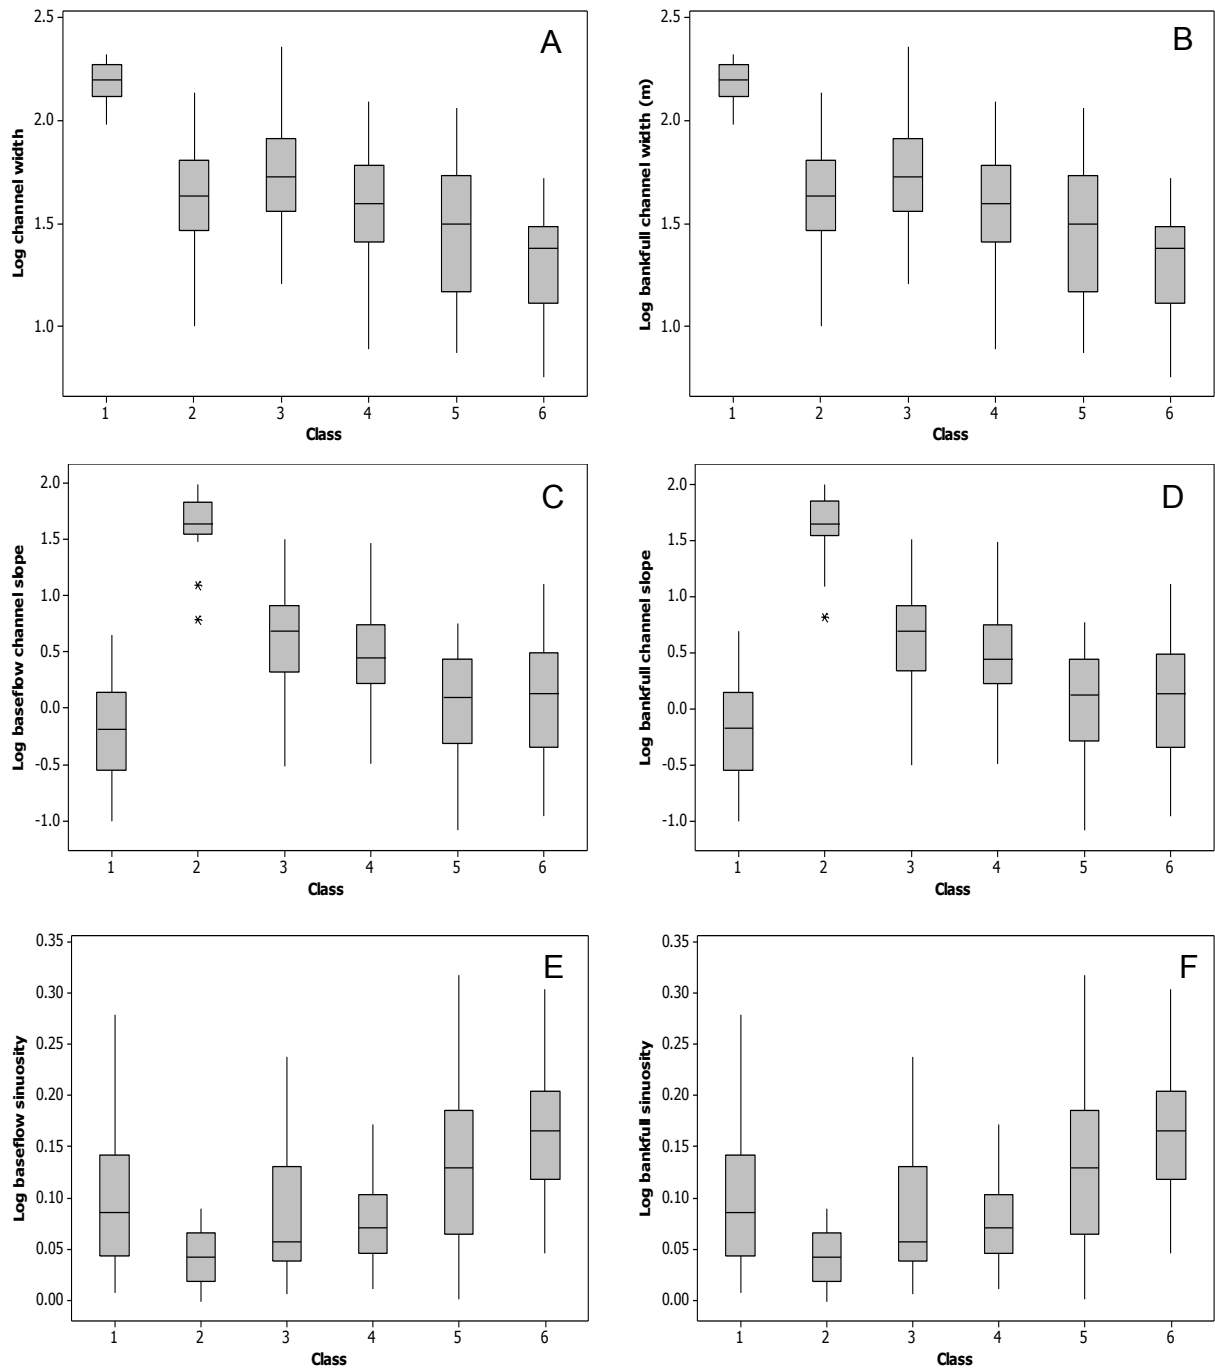 A
Log channel width
2.5
2.0
1.5
1.0
1 2 3 4 5 6
Class
B
Log bankfull channel width (m)
2.5
2.0
1.5
1.0
1 2 3 4 5 6
Class
C
Log baseflow channel slope
2.0
1.5
1.0
0.5
0.0
-0.5
-1.0
1 2 3 4 5 6
Class
D
Log bankfull channel slope
2.0
1.5
1.0
0.5
0.0
-0.5
-1.0
1 2 3 4 5 6
Class
E
Log baseflow sinuosity
0.35
0.30
0.25
0.20
0.15
0.10
0.05
0.00
1 2 3 4 5 6
Class
F
Log bankfull sinuosity
0.35
0.30
0.25
0.20
0.15
0.10
0.05
0.00
1 2 3 4 5 6
Class